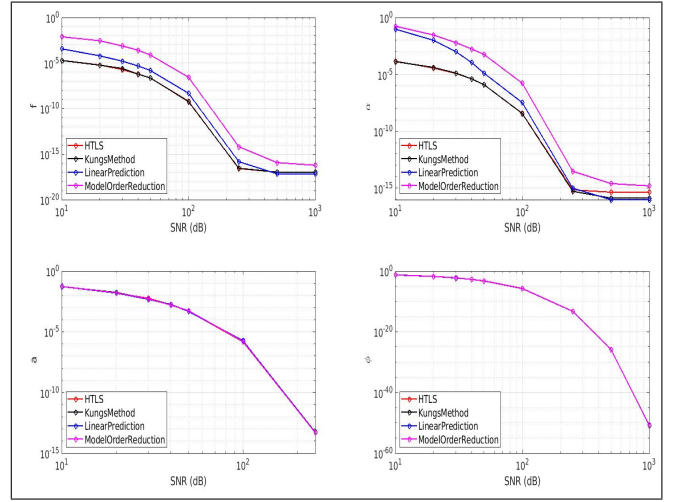 10^0
10^-5
10^-10
10^-15
10^-20
f
HTLS
KungsMethod
LinearPrediction
ModelOrderReduction
10^1
10^2
10^3
SNR (dB)
10^0
10^-5
10^-10
10^-15
α
HTLS
KungsMethod
LinearPrediction
ModelOrderReduction
10^1
10^2
10^3
SNR (dB)
10^0
10^-5
10^-10
10^-15
a
HTLS
KungsMethod
LinearPrediction
ModelOrderReduction
10^1
10^2
SNR (dB)
10^0
10^-20
10^-40
10^-60
HTLS
KungsMethod
LinearPrediction
ModelOrderReduction
10^1
10^2
10^3
SNR (dB)